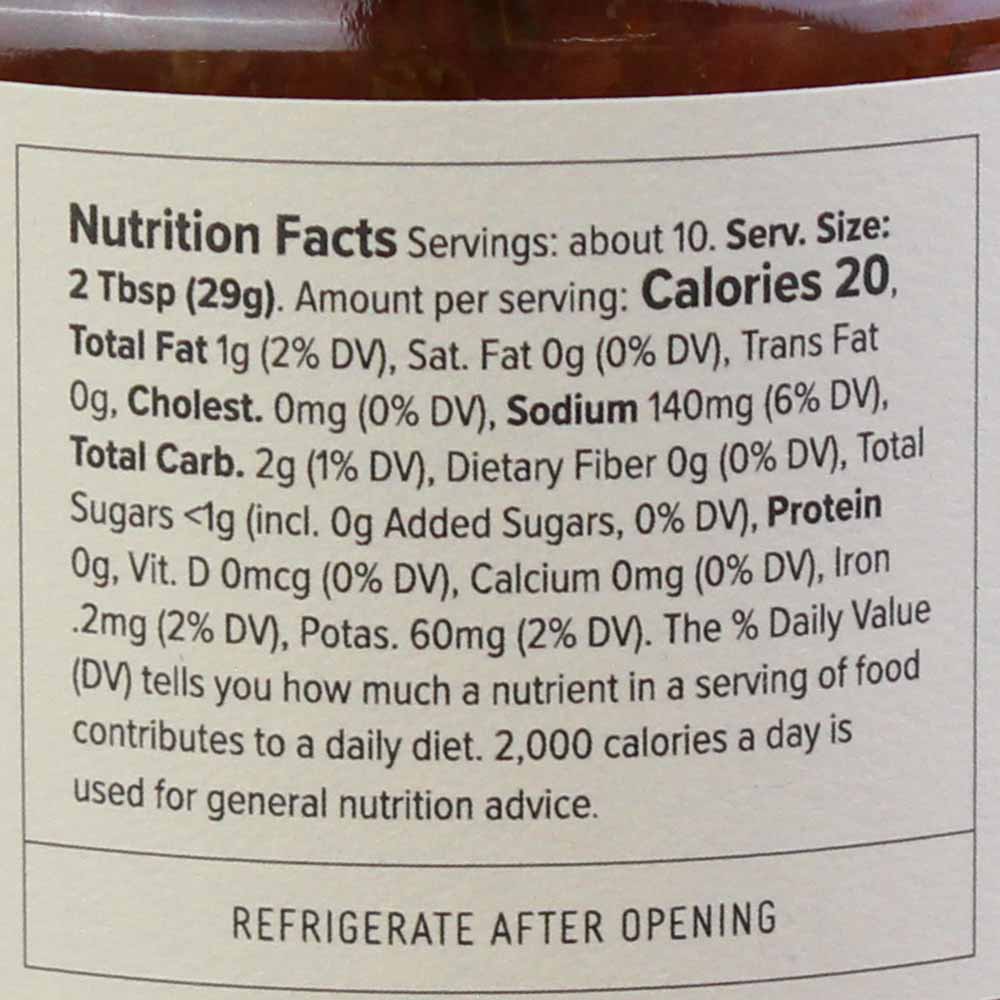 Nutrition Facts Servings: about 10. Serv. Size:
2 Tbsp (29g). Amount per serving: Calories 20,
Total Fat 1g (2% DV), Sat. Fat 0g (0% DV), Trans Fat
0g, Cholest. 0mg (0% DV), Sodium 140mg (6% DV),
Total Carb. 2g (1% DV), Dietary Fiber 0g (0% DV), Total
Sugars <1g (incl. 0g Added Sugars, 0% DV), Protein
0g, Vit. D 0mcg (0% DV), Calcium 0mg (0% DV), Iron
.2mg (2% DV), Potas. 60mg (2% DV). The % Daily Value
(DV) tells you how much a nutrient in a serving of food
contributes to a daily diet. 2,000 calories a day is
used for general nutrition advice.
REFRIGERATE AFTER OPENING